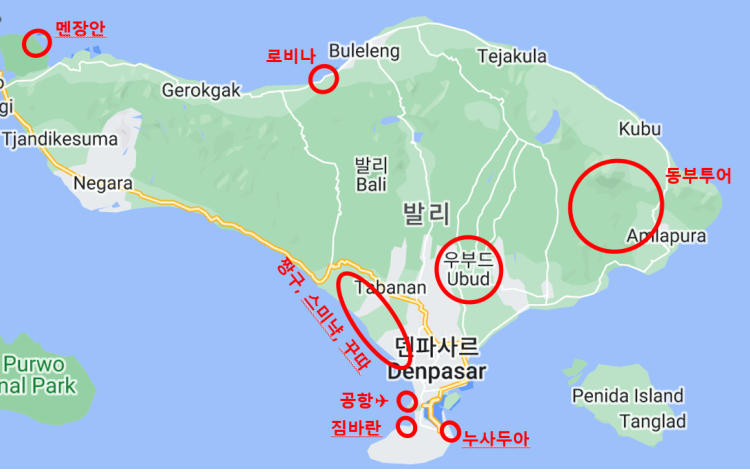 멘장안
로비나
Buleleng
Tejakula
Gerokgak
gi
Tjandikesuma
Kubu
발리
Bali
Negara
동부투어
발리
Amlapura
우부드
Ubud
짱구, 스미냑, 꾸따
Tabanan
덴파사르
Denpasar
Purwo
nal Park
공항✈
Penida Island
짐바란
누사두아
Tanglad